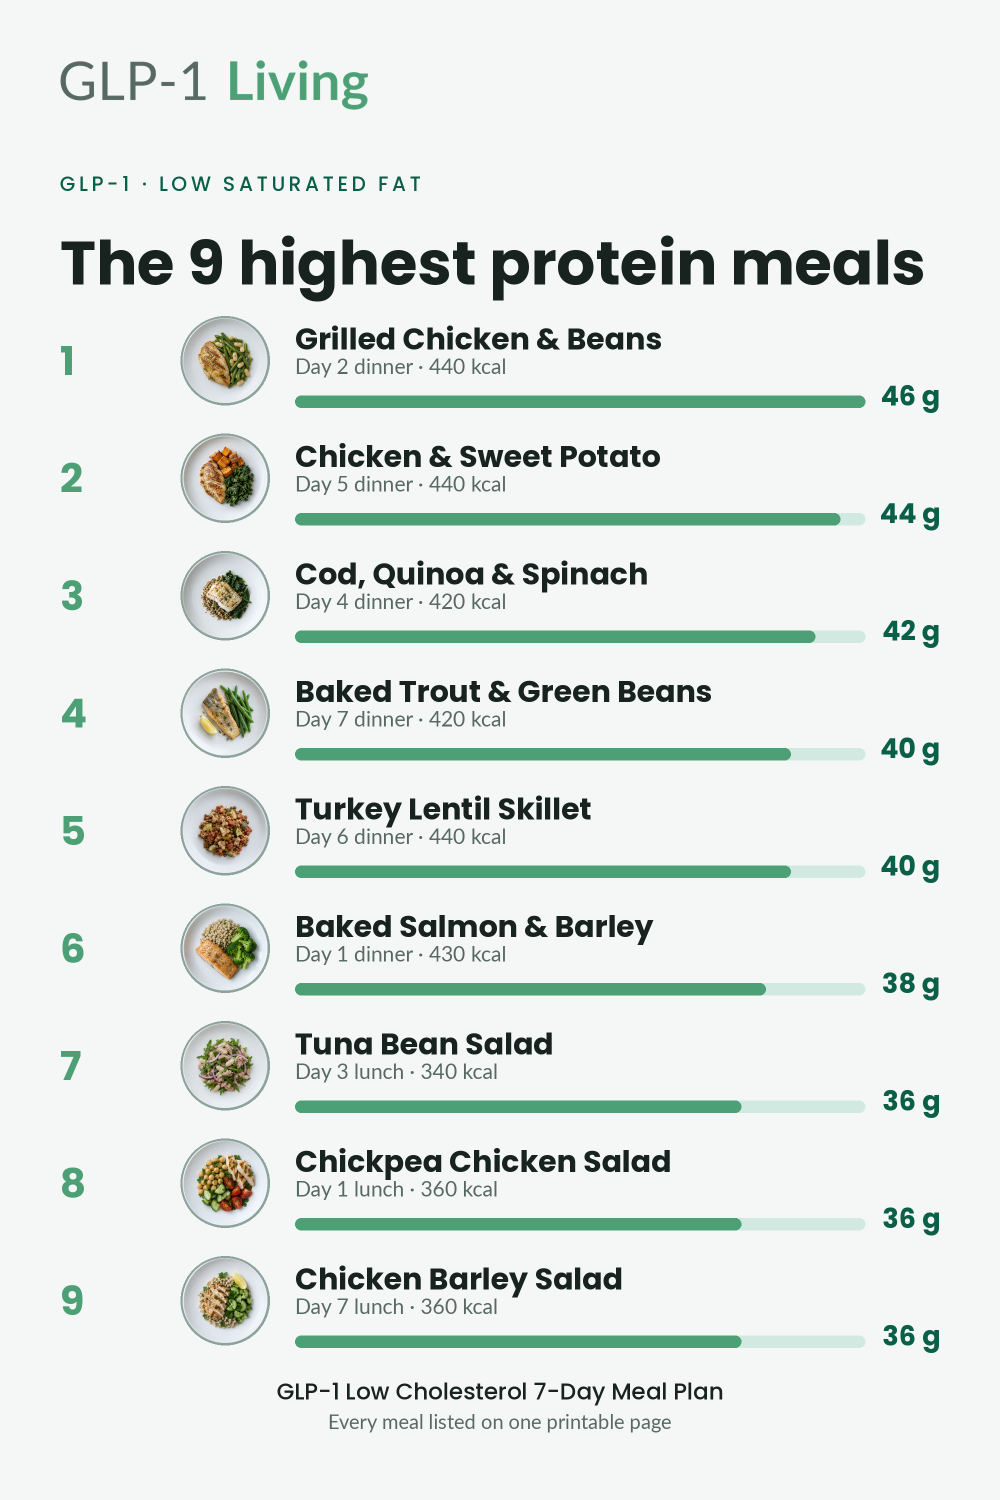 GLP-1 Living
GLP-1 · LOW SATURATED FAT
The 9 highest protein meals
1
Grilled Chicken & Beans
Day 2 dinner · 440 kcal
46 g
2
Chicken & Sweet Potato
Day 5 dinner · 440 kcal
44 g
3
Cod, Quinoa & Spinach
Day 4 dinner · 420 kcal
42 g
4
Baked Trout & Green Beans
Day 7 dinner · 420 kcal
40 g
5
Turkey Lentil Skillet
Day 6 dinner · 440 kcal
40 g
6
Baked Salmon & Barley
Day 1 dinner · 430 kcal
38 g
7
Tuna Bean Salad
Day 3 lunch · 340 kcal
36 g
8
Chickpea Chicken Salad
Day 1 lunch · 360 kcal
36 g
9
Chicken Barley Salad
Day 7 lunch · 360 kcal
36 g
GLP-1 Low Cholesterol 7-Day Meal Plan
Every meal listed on one printable page